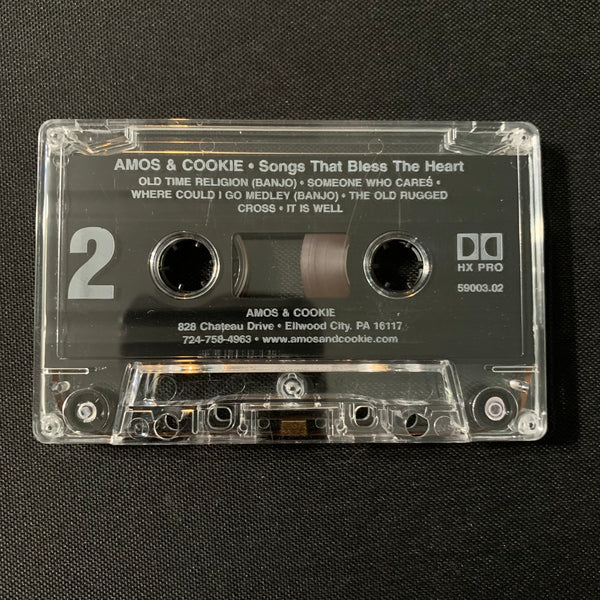 AMOS & COOKIE • Songs That Bless The Heart
OLD TIME RELIGION (BANJO) • SOMEONE WHO CARES •
WHERE COULD I GO MEDLEY (BANJO) • THE OLD RUGGED
CROSS • IT IS WELL
2
HX PRO
59003.02
AMOS & COOKIE
828 Chateau Drive • Ellwood City, PA 16117
724-758-4963 • www.amosandcookie.com